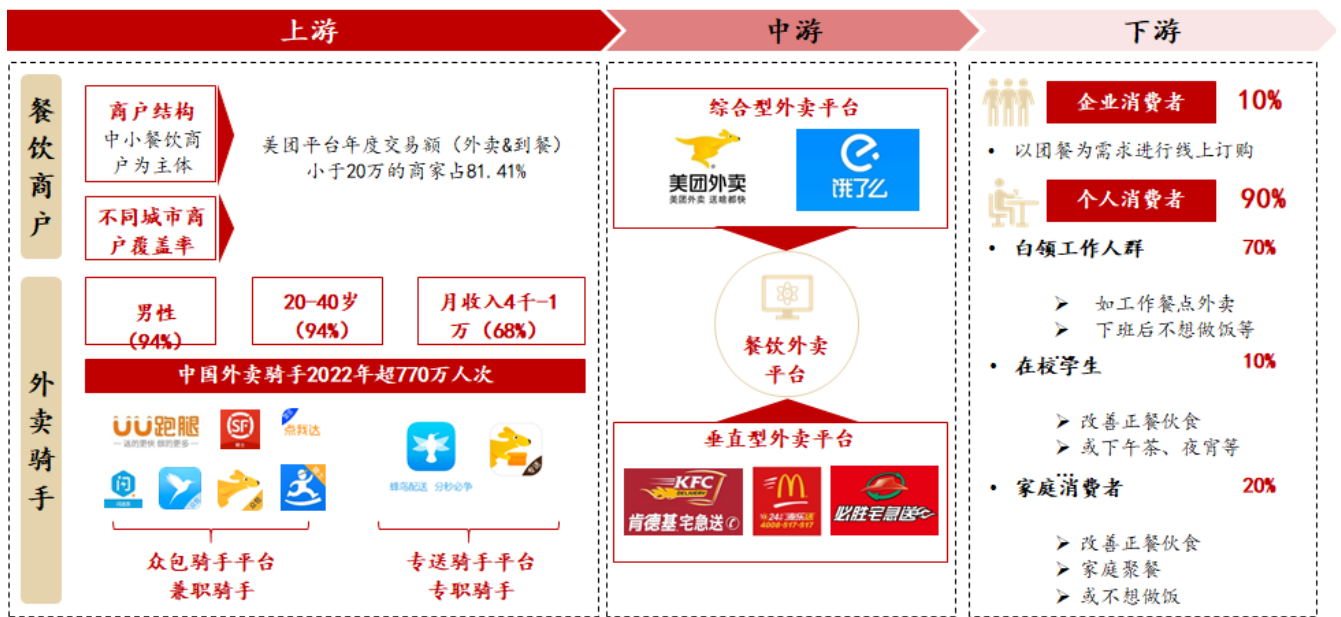 上游
中游
下游
餐饮商户
商户结构
中小餐饮商
户为主体
美团平台年度交易额（外卖&到餐）
小于20万的商家占81.41%
不同城市商
户覆盖率
外卖骑手
男性
(94%)
20-40岁
（94%）
月收入4千-1
万（68%）
中国外卖骑手2022年超770万人次
UU跑腿
送的更快 做的更多
SF
点我达
蜂鸟配送 分秒必争
众包骑手平台
兼职骑手
专送骑手平台
专职骑手
综合型外卖平台
美团外卖
美团外卖 送啥都快
饿了么
餐饮外卖
平台
垂直型外卖平台
KFC
DELIVERY
肯德基宅急送
24小时麦乐送
4008-517-517
必胜宅急送
企业消费者 10%
• 以团餐为需求进行线上订购
个人消费者 90%
• 白领工作人群 70%
➢ 如工作餐点外卖
➢ 下班后不想做饭等
• 在校学生 10%
➢ 改善正餐伙食
➢ 或下午茶、夜宵等
…
• 家庭消费者 20%
➢ 改善正餐伙食
➢ 家庭聚餐
➢ 或不想做饭